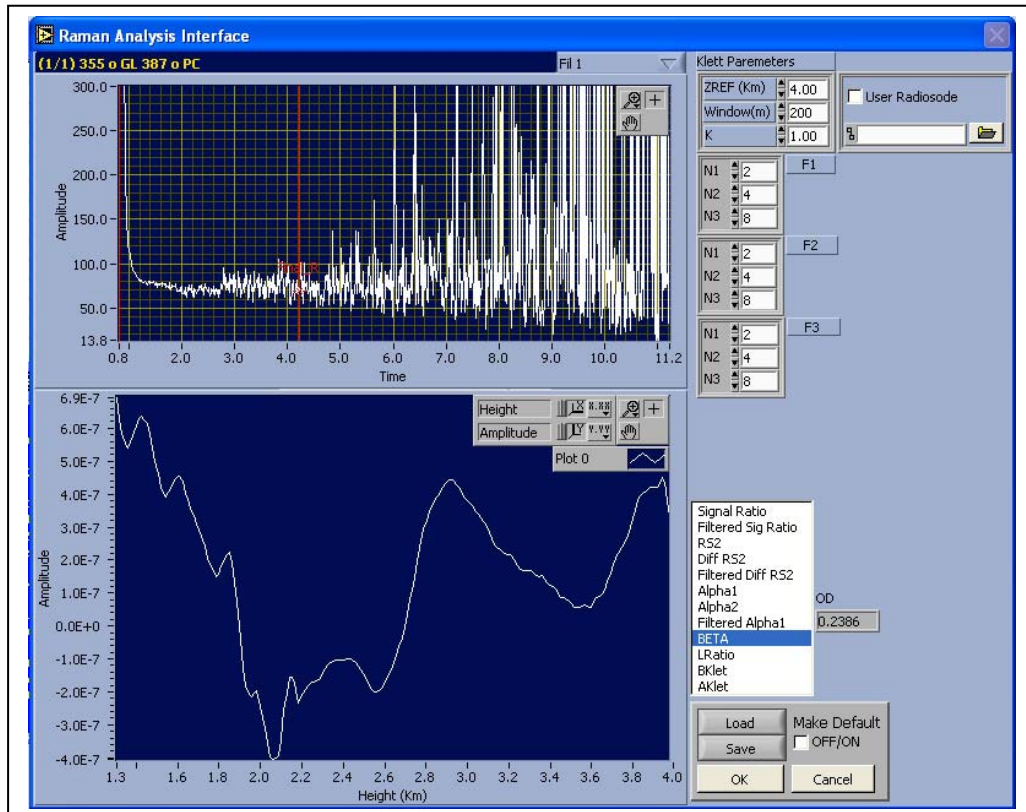 Raman Analysis Interface
(1/1) 355 o GL 387 o PC
Fil 1
Amplitude
300.0
250.0
200.0
150.0
100.0
50.0
13.8
0.8 2.0 3.0 4.0 5.0 6.0 7.0 8.0 9.0 10.0 11.2
Time
Klett Paremeters
ZREF (Km) 4.00
Window(m) 200
K 1.00
User Radiosode
F1
N1 2
N2 4
N3 8
F2
N1 2
N2 4
N3 8
F3
N1 2
N2 4
N3 8
Height X.XX
Amplitude Y.YY
Plot 0
Amplitude
6.9E-7
6.0E-7
5.0E-7
4.0E-7
3.0E-7
2.0E-7
1.0E-7
0.0E+0
-1.0E-7
-2.0E-7
-3.0E-7
-4.0E-7
1.3 1.6 1.8 2.0 2.2 2.4 2.6 2.8 3.0 3.2 3.4 3.6 3.8 4.0
Height (Km)
Signal Ratio
Filtered Sig Ratio
RS2
Diff RS2
Filtered Diff RS2
Alpha1
Alpha2
Filtered Alpha1
BETA
LRatio
BKlet
AKlet
OD
0.2386
Load
Save
Make Default
OFF/ON
OK
Cancel